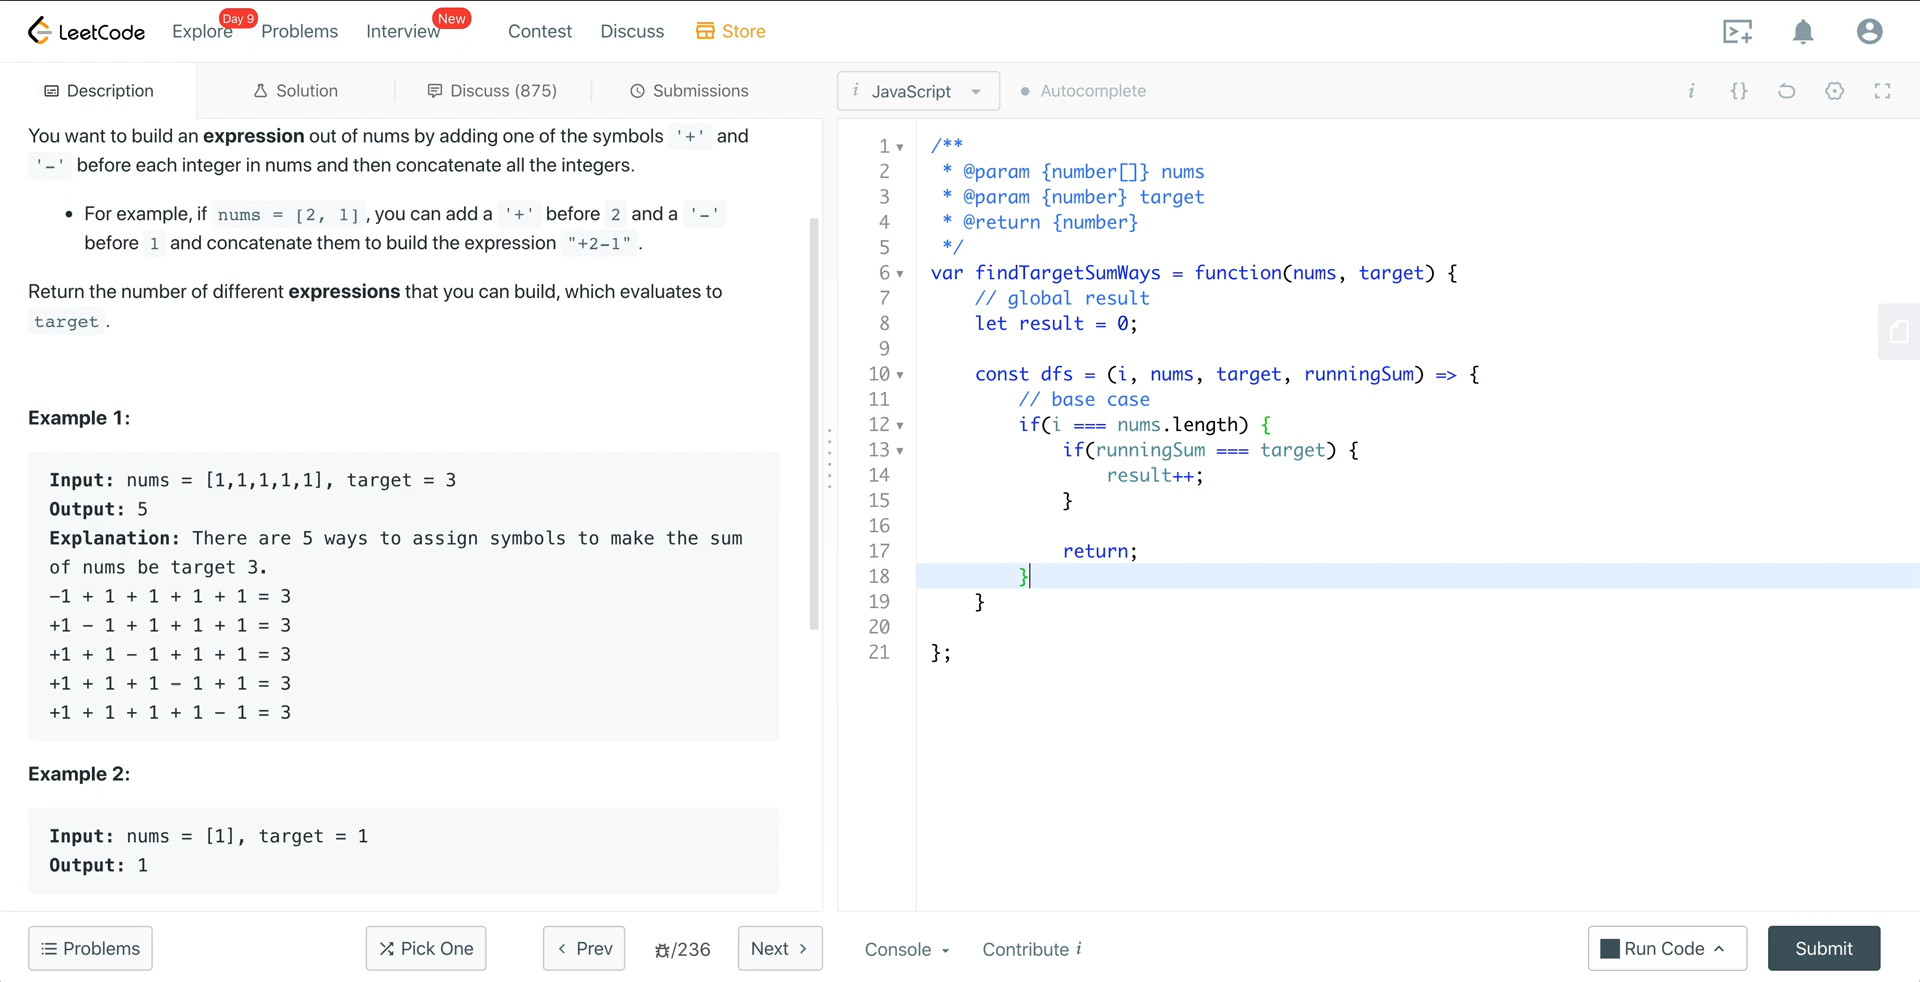 LeetCode
Explore Day 9 Problems Interview New Contest Discuss Store
Description Solution Discuss (875) Submissions
You want to build an expression out of nums by adding one of the symbols '+' and
'-' before each integer in nums and then concatenate all the integers.
• For example, if nums = [2, 1] , you can add a '+' before 2 and a '-'
before 1 and concatenate them to build the expression "+2-1" .
Return the number of different expressions that you can build, which evaluates to
target .
Example 1:
Input: nums = [1,1,1,1,1], target = 3
Output: 5
Explanation: There are 5 ways to assign symbols to make the sum
of nums be target 3.
-1 + 1 + 1 + 1 + 1 = 3
+1 - 1 + 1 + 1 + 1 = 3
+1 + 1 - 1 + 1 + 1 = 3
+1 + 1 + 1 - 1 + 1 = 3
+1 + 1 + 1 + 1 - 1 = 3
Example 2:
Input: nums = [1], target = 1
Output: 1
Problems Pick One < Prev /236 Next >
i JavaScript Autocomplete i {}
1 /**
2 * @param {number[]} nums
3 * @param {number} target
4 * @return {number}
5 */
6 var findTargetSumWays = function(nums, target) {
7 // global result
8 let result = 0;
9
10 const dfs = (i, nums, target, runningSum) => {
11 // base case
12 if(i === nums.length) {
13 if(runningSum === target) {
14 result++;
15 }
16
17 return;
18 }
19 }
20
21 };
Console Contribute i Run Code Submit